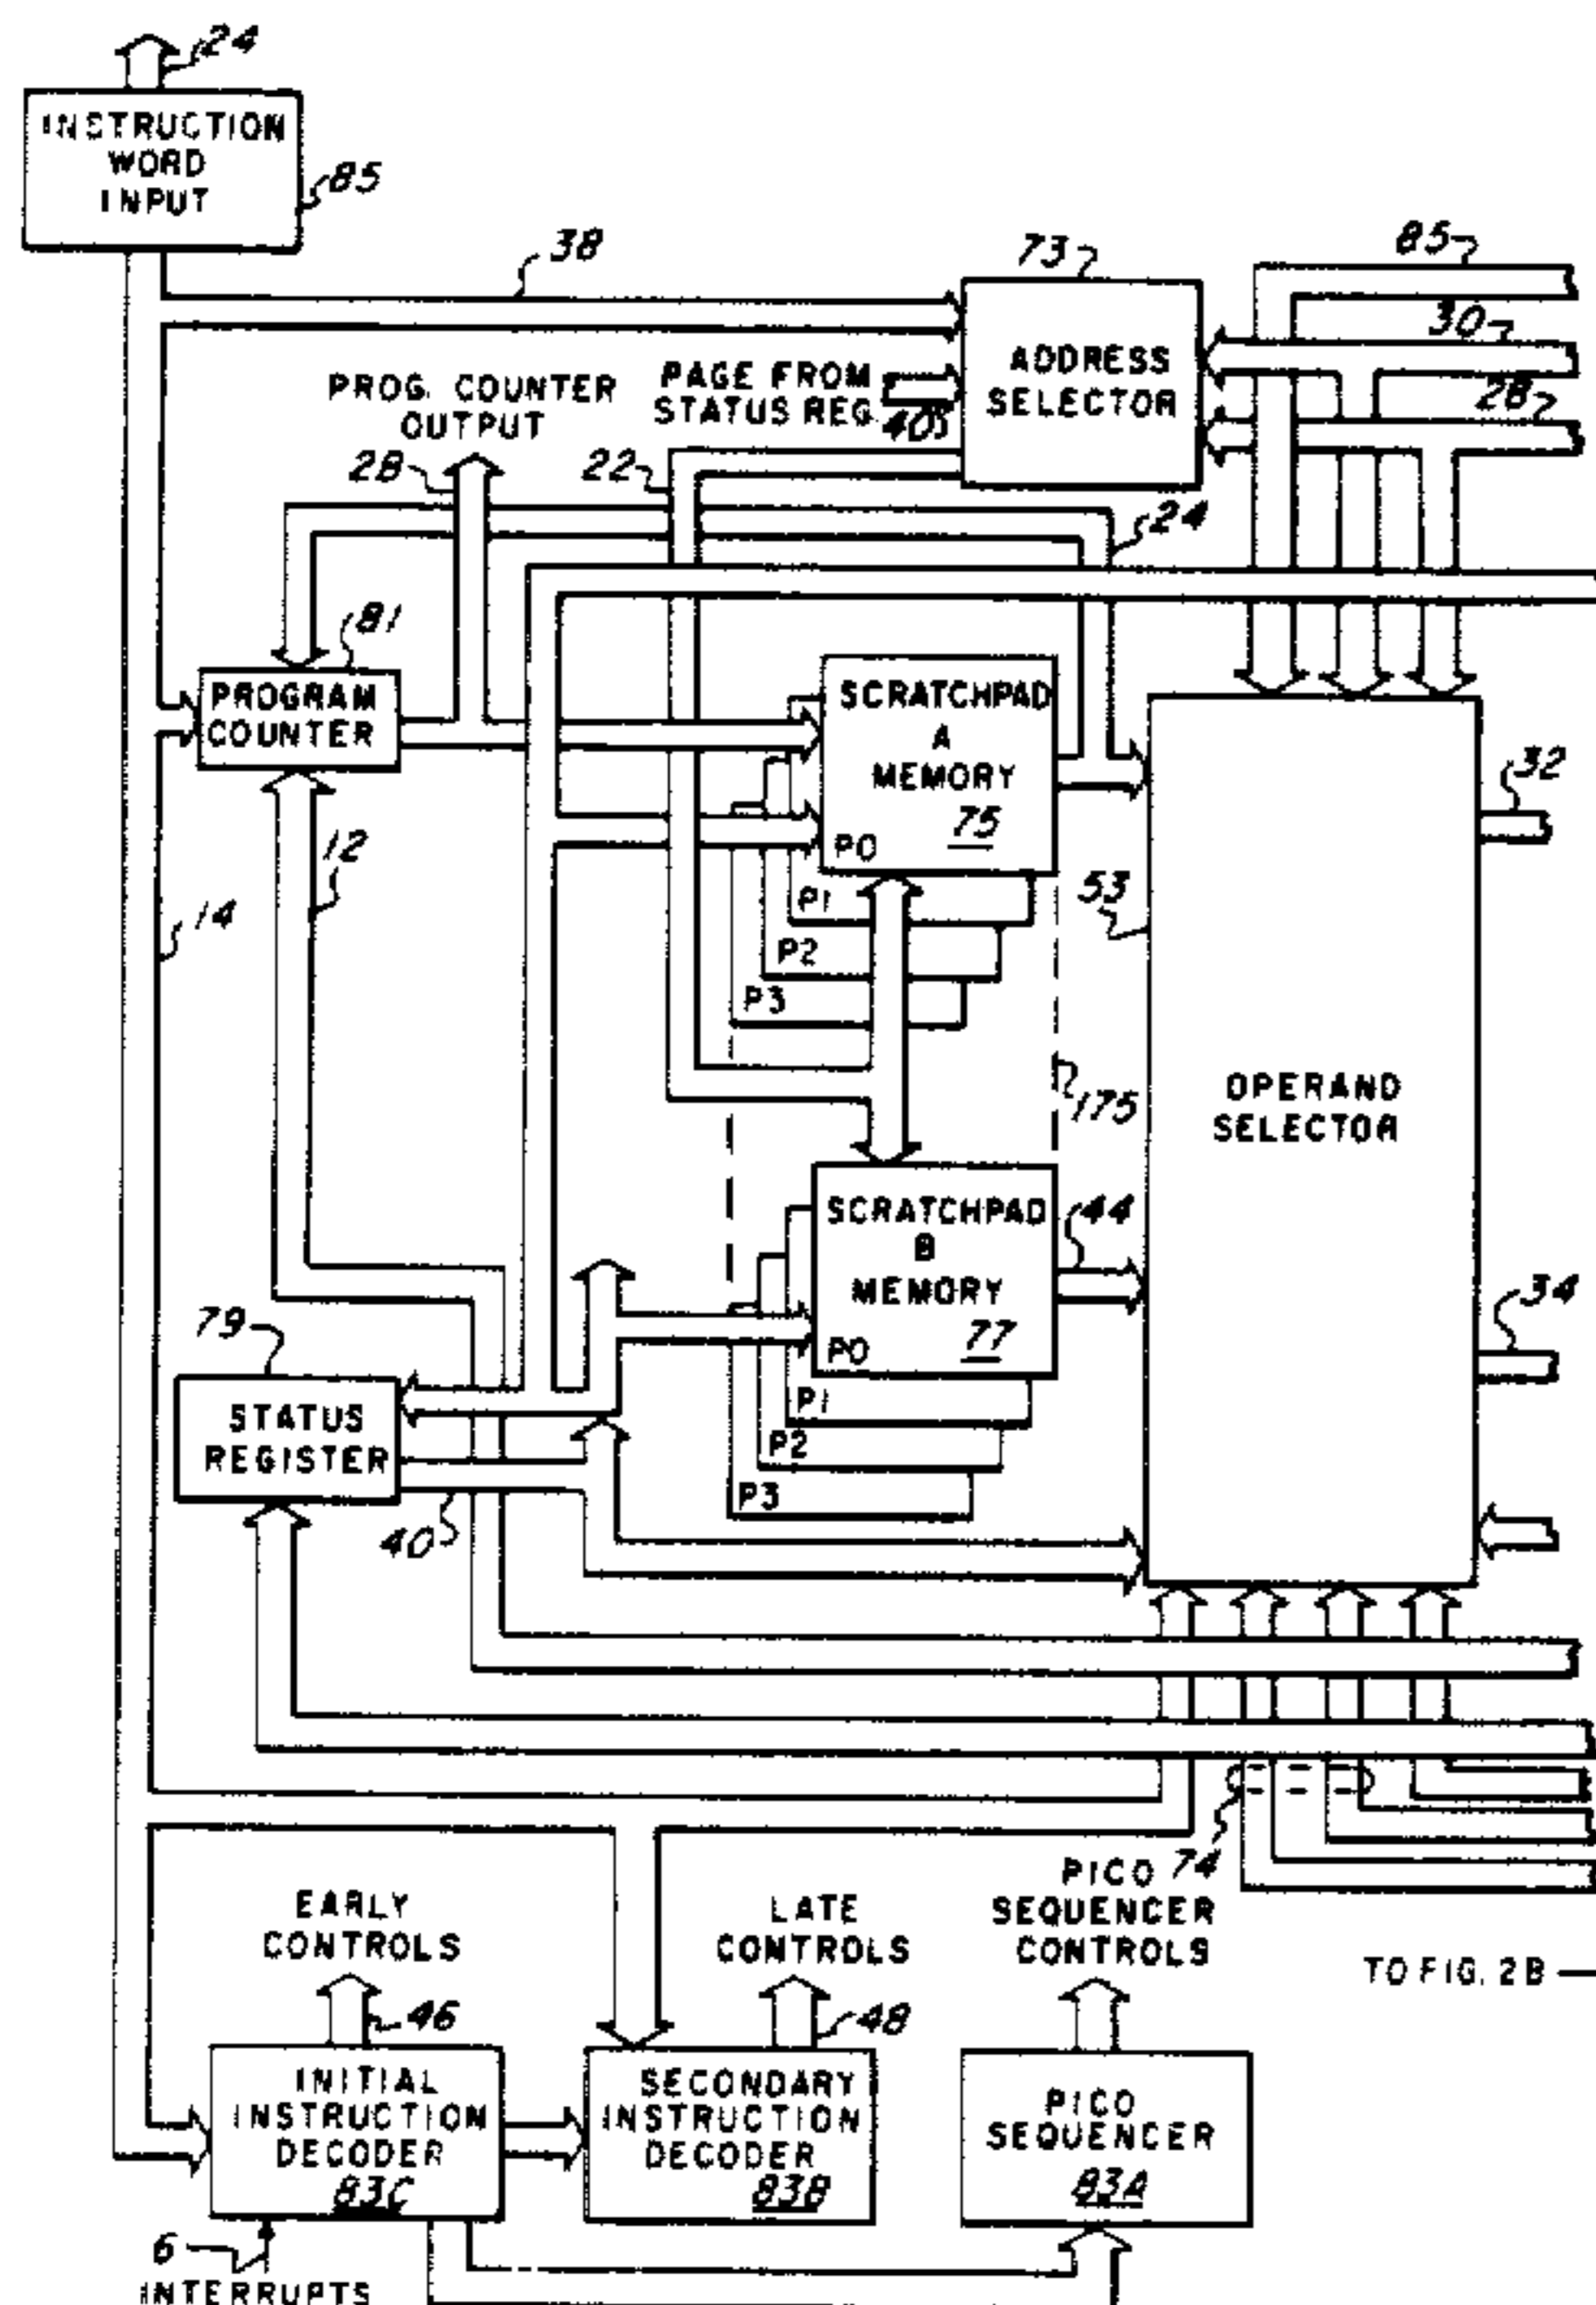 24
INSTRUCTION
WORD
INPUT
85
38
73
85
30
28
ADDRESS
SELECTOR
PROG. COUNTER
OUTPUT
PAGE FROM
STATUS REG.
40S
28
22
24
81
PROGRAM
COUNTER
SCRATCHPAD
A
MEMORY
75
P0
P1
P2
P3
32
12
14
53
175
OPERAND
SELECTOR
SCRATCHPAD
B
MEMORY
77
P0
P1
P2
P3
44
34
79
STATUS
REGISTER
40
74
EARLY
CONTROLS
LATE
CONTROLS
PICO
SEQUENCER
CONTROLS
TO FIG. 2B
46
48
INITIAL
INSTRUCTION
DECODER
83C
SECONDARY
INSTRUCTION
DECODER
83B
PICO
SEQUENCER
83A
6
INTERRUPTS